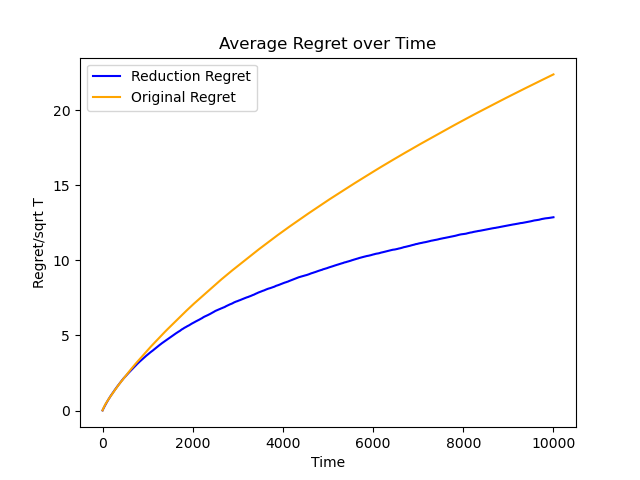 Average Regret over Time
Reduction Regret
Original Regret
Regret/sqrt T
20
15
10
5
0
0 2000 4000 6000 8000 10000
Time